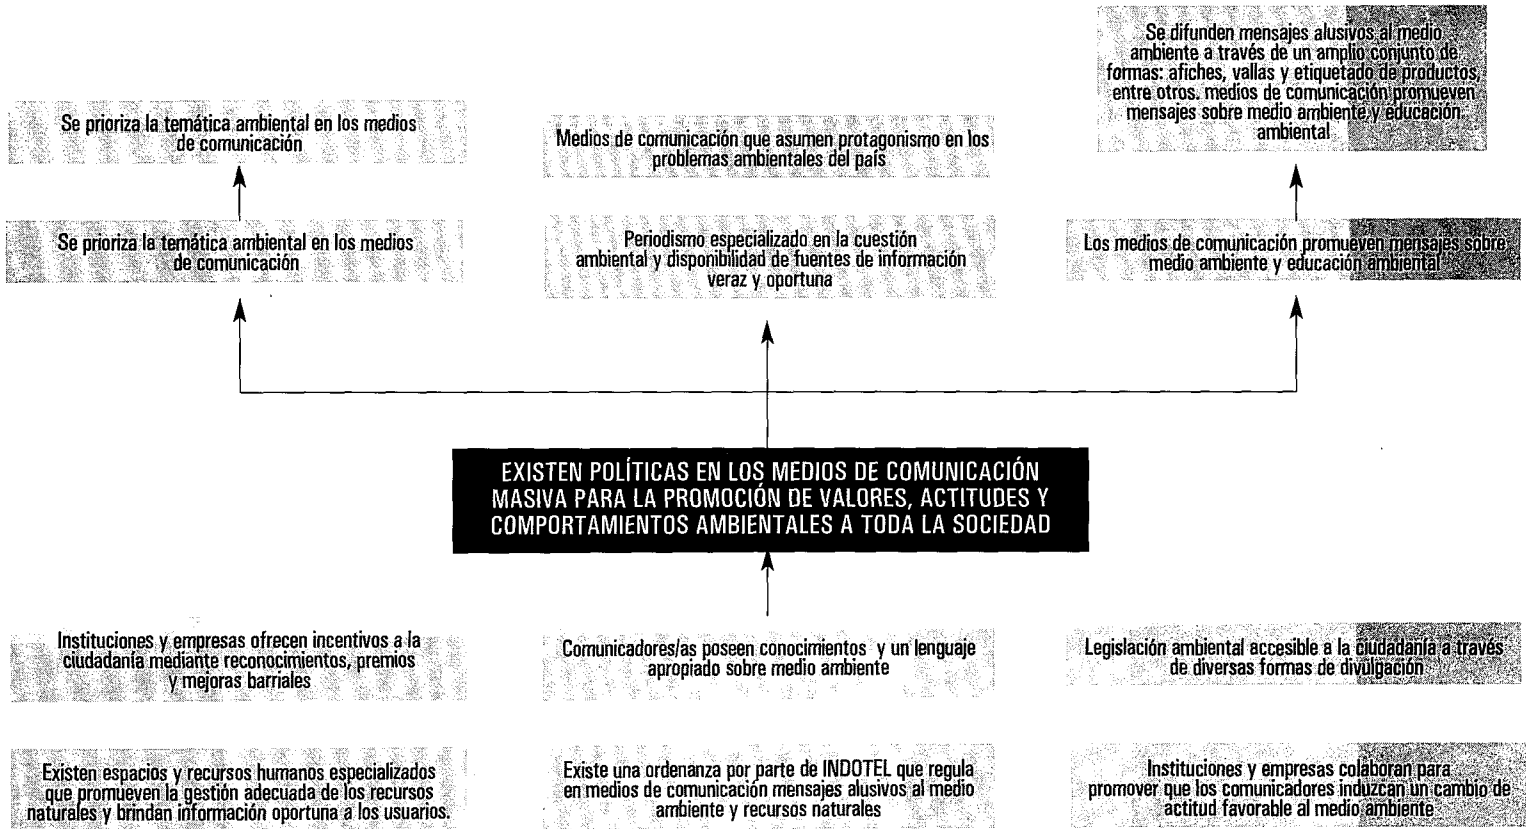 Se prioriza la temática ambiental en los medios
de comunicación
Medios de comunicación que asumen protagonismo en los
problemas ambientales del país
Se difunden mensajes alusivos al medio
ambiente a través de un amplio conjunto de
formas: afiches, vallas y etiquetado de productos,
entre otros. medios de comunicación promueven
mensajes sobre medio ambiente y educación
ambiental
Se prioriza la temática ambiental en los medios
de comunicación
Periodismo especializado en la cuestión
ambiental y disponibilidad de fuentes de información
veraz y oportuna
Los medios de comunicación promueven mensajes sobre
medio ambiente y educación ambiental
EXISTEN POLÍTICAS EN LOS MEDIOS DE COMUNICACIÓN
MASIVA PARA LA PROMOCIÓN DE VALORES, ACTITUDES Y
COMPORTAMIENTOS AMBIENTALES A TODA LA SOCIEDAD
Instituciones y empresas ofrecen incentivos a la
ciudadanía mediante reconocimientos, premios
y mejoras barriales
Comunicadores/as poseen conocimientos y un lenguaje
apropiado sobre medio ambiente
Legislación ambiental accesible a la ciudadanía a través
de diversas formas de divulgación
Existen espacios y recursos humanos especializados
que promueven la gestión adecuada de los recursos
naturales y brindan información oportuna a los usuarios.
Existe una ordenanza por parte de INDOTEL que regula
en medios de comunicación mensajes alusivos al medio
ambiente y recursos naturales
Instituciones y empresas colaboran para
promover que los comunicadores induzcan un cambio de
actitud favorable al medio ambiente